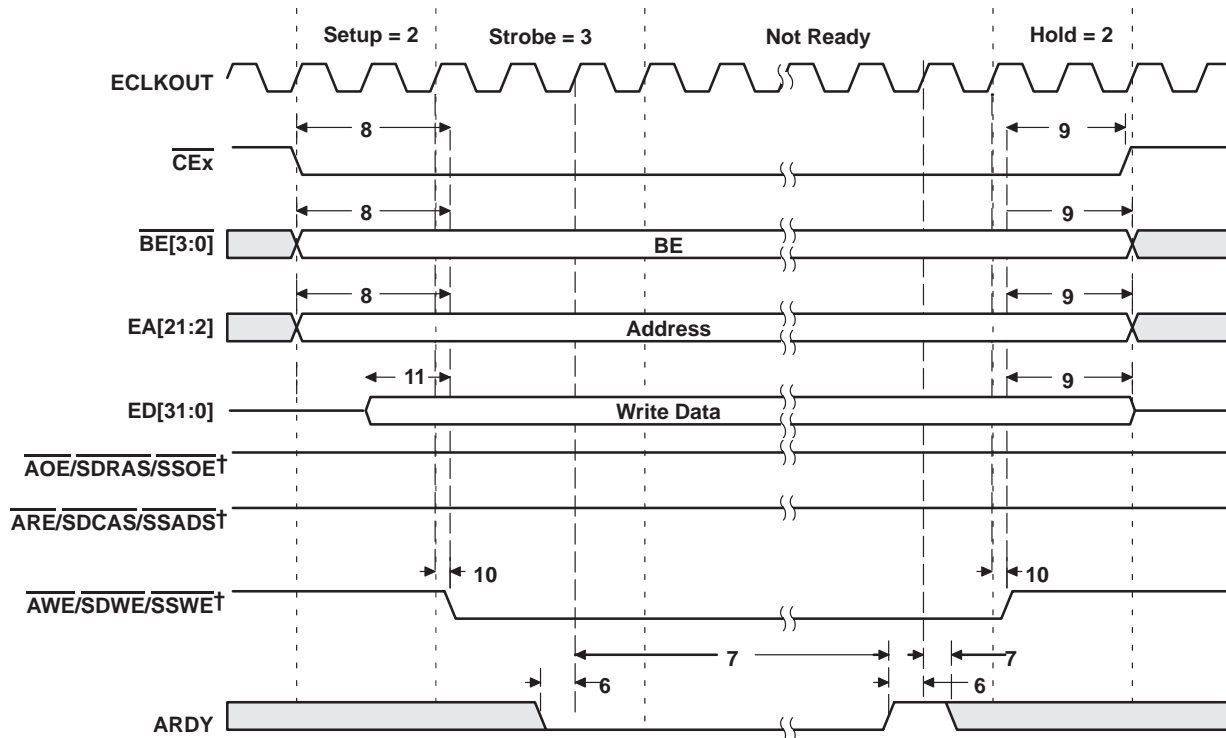 Setup = 2 Strobe = 3 Not Ready Hold = 2
ECLKOUT
8 9
CEx
8 9
BE[3:0] BE
8 9
EA[21:2] Address
11 9
ED[31:0] Write Data
AOE/SDRAS/SSOE†
ARE/SDCAS/SSADS†
10 10
AWE/SDWE/SSWE†
7 7
6 6
ARDY